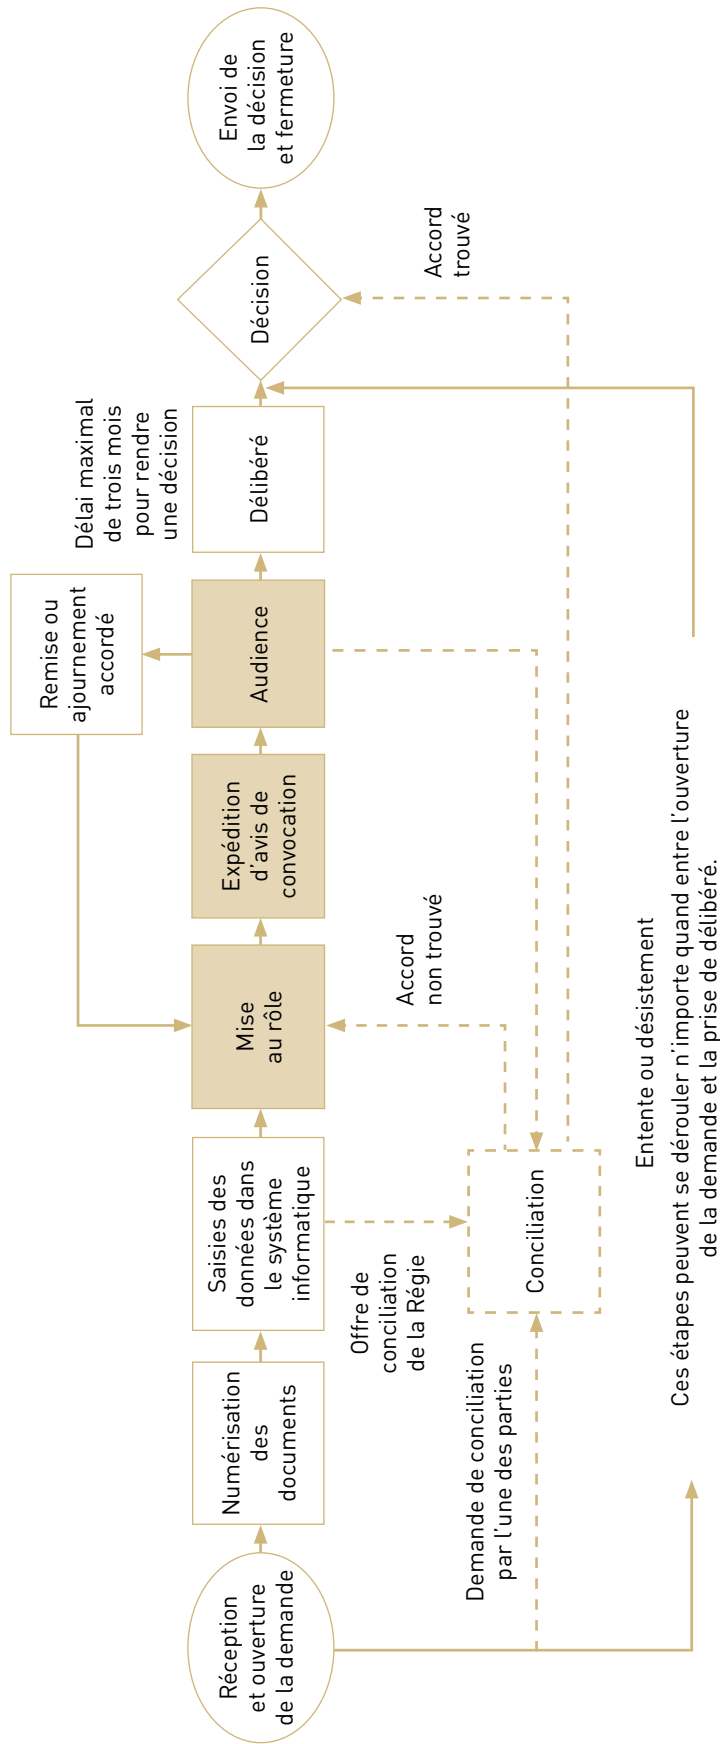 Réception
et ouverture
de la demande
Numérisation
des
documents
Saisies des
données dans
le système
informatique
Mise
au rôle
Expédition
d'avis de
convocation
Audience
Remise ou
ajournement
accordé
Délai maximal
de trois mois
pour rendre
une décision
Délibéré
Décision
Envoi de
la décision
et fermeture
Demande de conciliation
par l'une des parties
Offre de
conciliation
de la Régie
Conciliation
Accord
non trouvé
Accord
trouvé
Entente ou désistement
Ces étapes peuvent se dérouler n'importe quand entre l'ouverture
de la demande et la prise de délibéré.